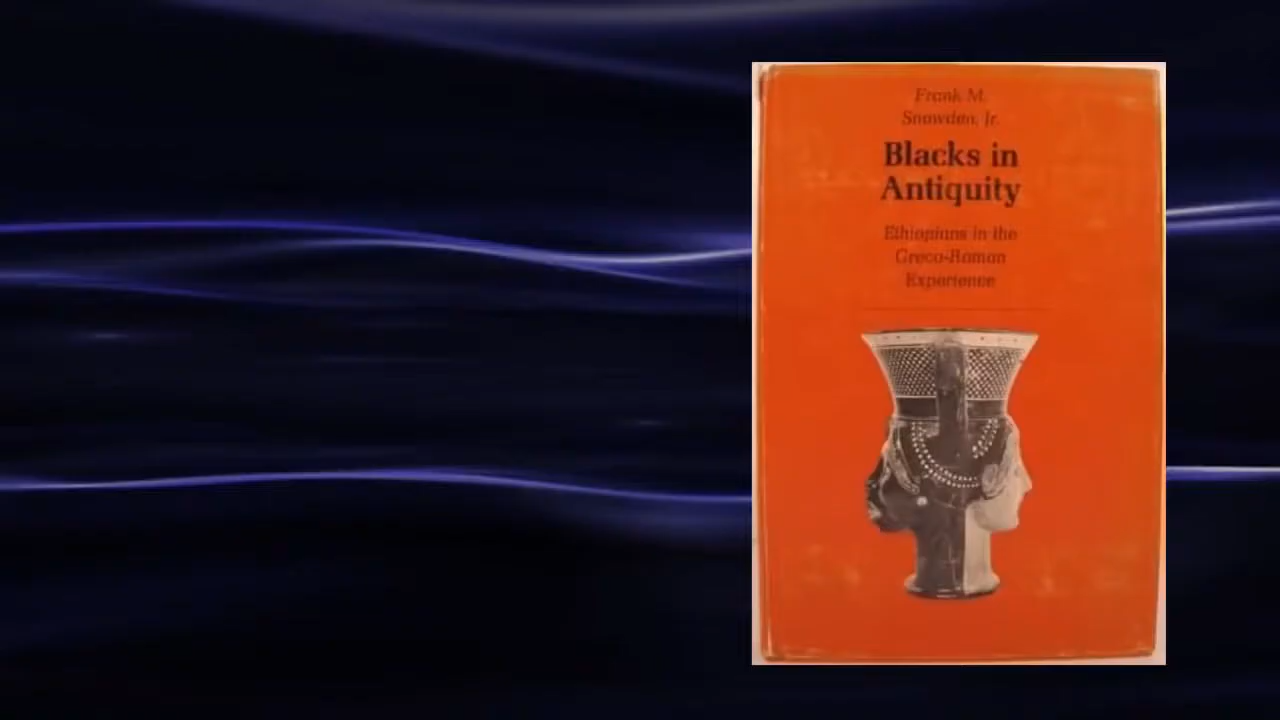 Frank M.
Snowden, Jr.
Blacks in
Antiquity
Ethiopians in the
Greco-Roman
Experience